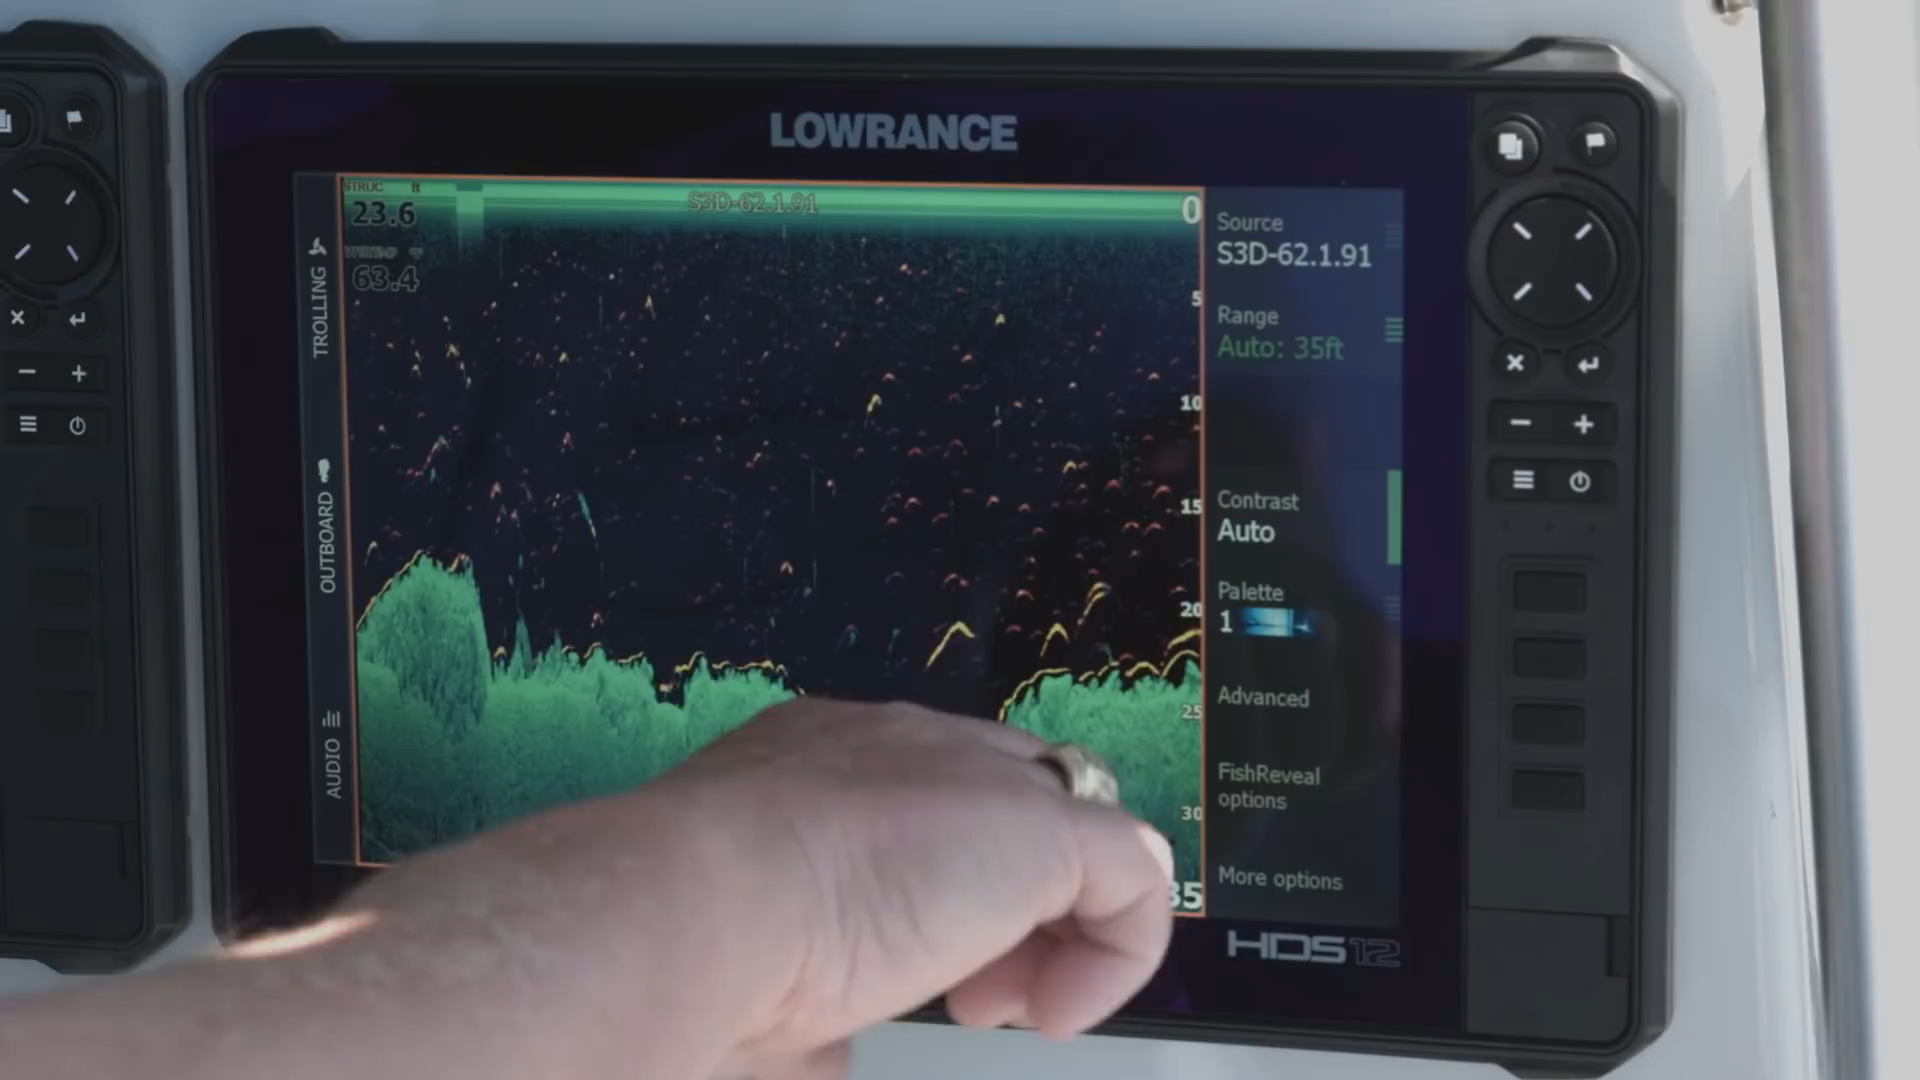 LOWRANCE
STRUC ft
23.6
WTEMP °F
63.4
S3D-62.1.91
0
5
10
15
20
25
30
35
TROLLING
OUTBOARD
AUDIO
Source
S3D-62.1.91
Range
Auto: 35ft
Contrast
Auto
Palette
1
Advanced
FishReveal
options
More options
HDS 12